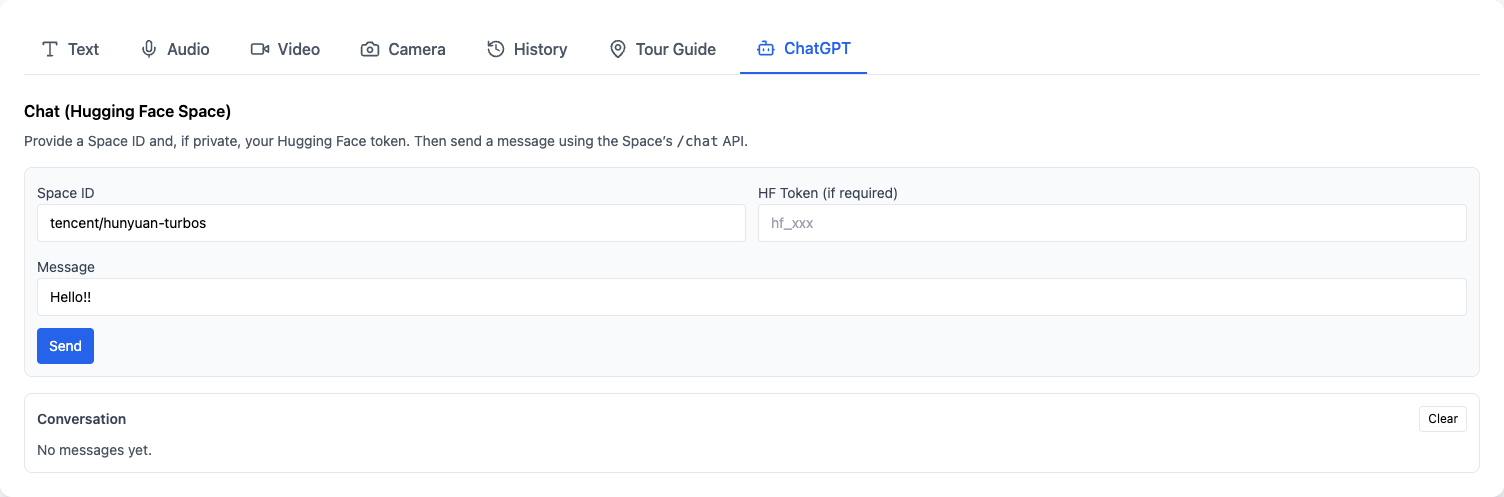 Text Audio Video Camera History Tour Guide ChatGPT
Chat (Hugging Face Space)
Provide a Space ID and, if private, your Hugging Face token. Then send a message using the Space’s /chat API.
Space ID HF Token (if required)
tencent/hunyuan-turbos hf_xxx
Message
Hello!!
Send
Conversation Clear
No messages yet.